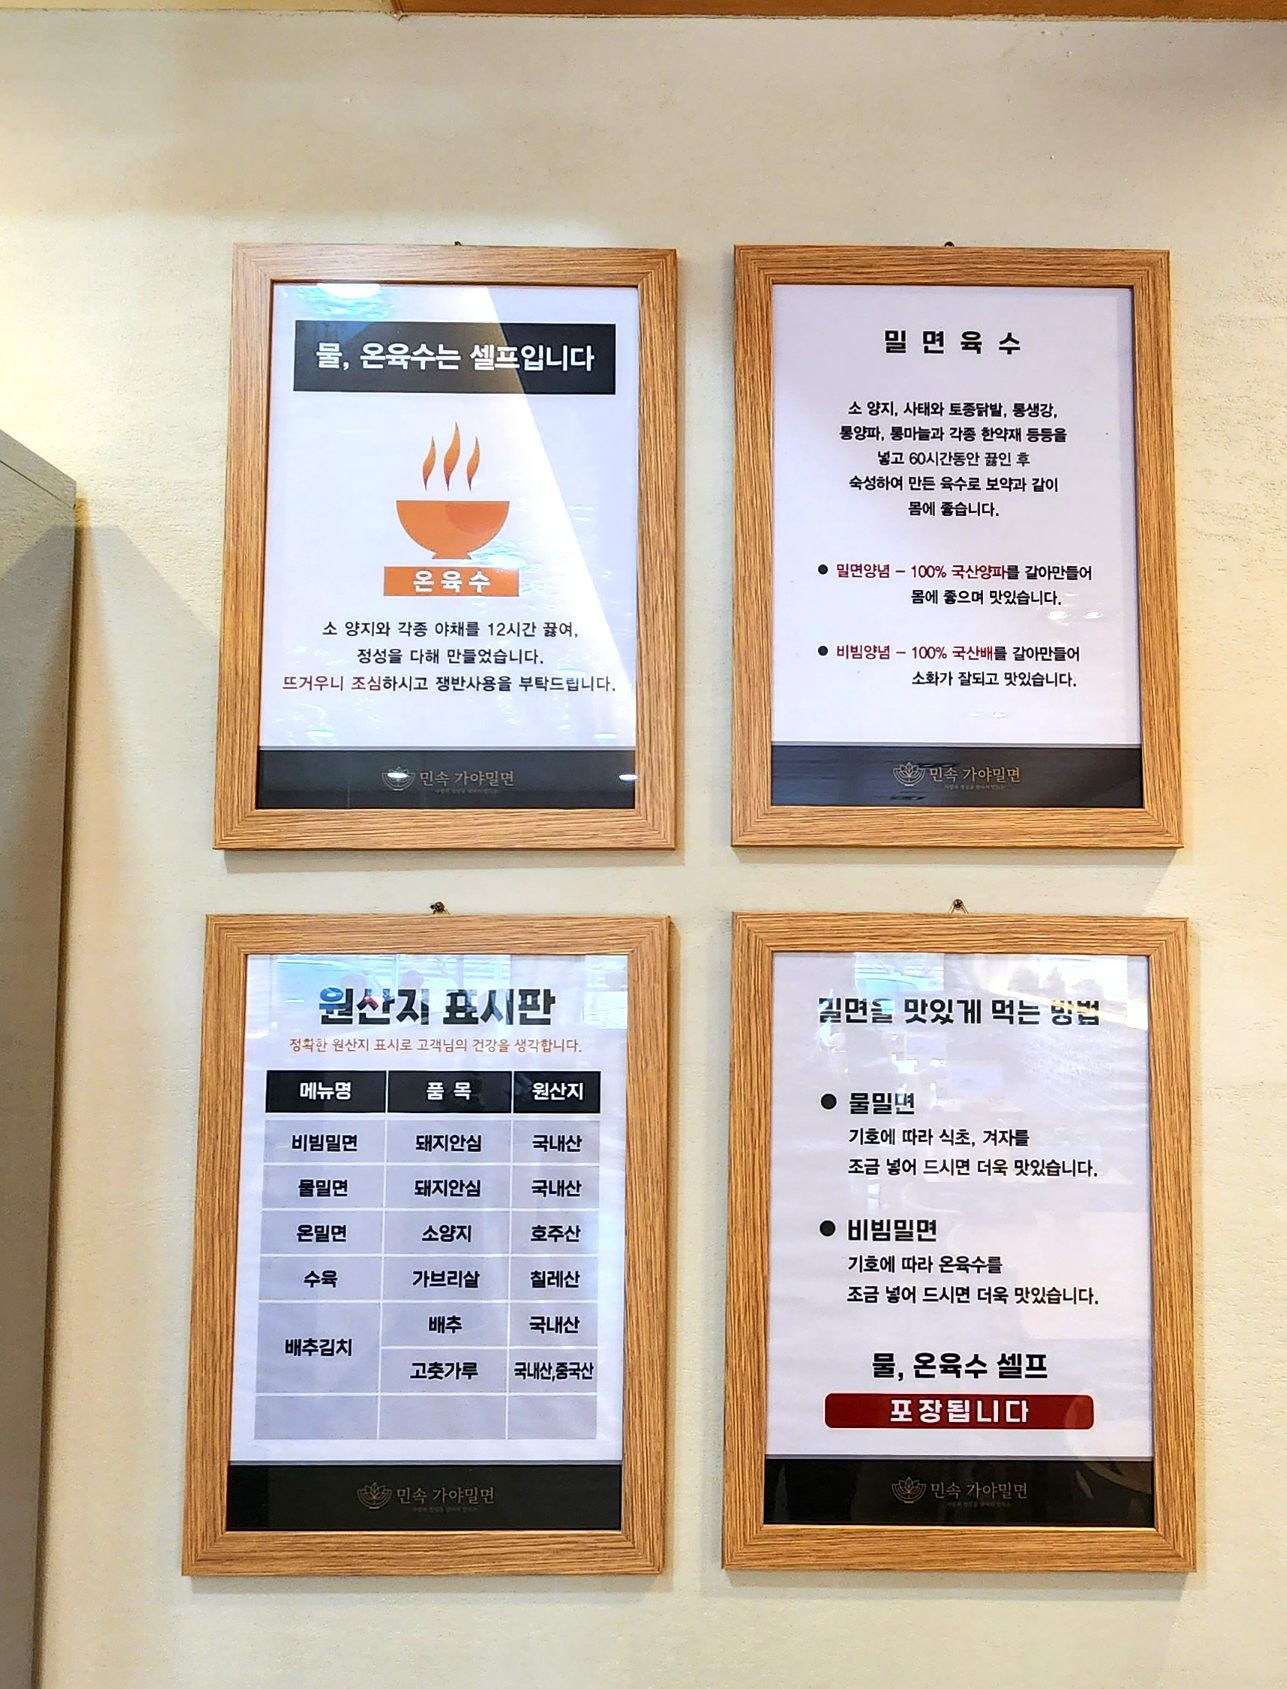 물, 온육수는 셀프입니다
온육수
소 양지와 각종 야채를 12시간 끓여,
정성을 다해 만들었습니다.
뜨거우니 조심하시고 쟁반사용을 부탁드립니다.
민속 가야밀면
밀면육수
소 양지, 사태와 토종닭발, 통생강,
통양파, 통마늘과 각종 한약재 등등을
넣고 60시간동안 끓인 후
숙성하여 만든 육수로 보약과 같이
몸에 좋습니다.
● 밀면양념 - 100% 국산양파를 갈아만들어
몸에 좋으며 맛있습니다.
● 비빔양념 - 100% 국산배를 갈아만들어
소화가 잘되고 맛있습니다.
민속 가야밀면
원산지 표시판
정확한 원산지 표시로 고객님의 건강을 생각합니다.
메뉴명 품목 원산지
비빔밀면 돼지안심 국내산
물밀면 돼지안심 국내산
온밀면 소양지 호주산
수육 가브리살 칠레산
배추김치 배추 국내산
고춧가루 국내산,중국산
민속 가야밀면
밀면을 맛있게 먹는 방법
● 물밀면
기호에 따라 식초, 겨자를
조금 넣어 드시면 더욱 맛있습니다.
● 비빔밀면
기호에 따라 온육수를
조금 넣어 드시면 더욱 맛있습니다.
물, 온육수 셀프
포장됩니다
민속 가야밀면